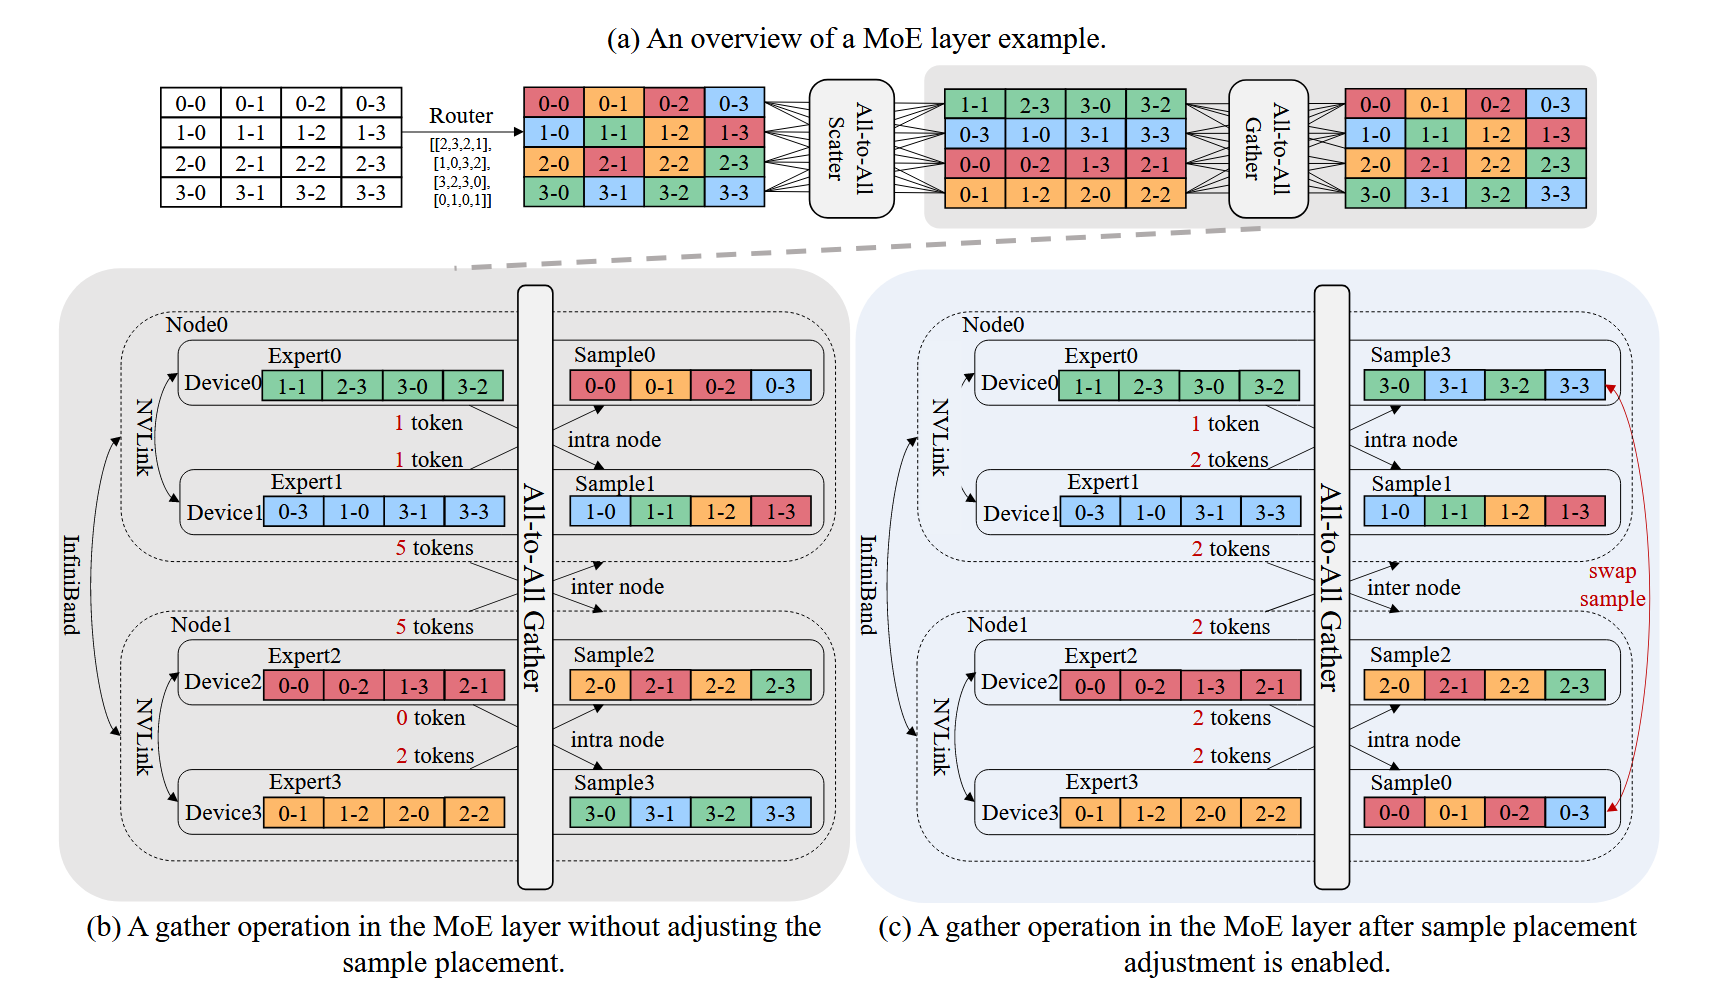 (a) An overview of a MoE layer example.
0-0 0-1 0-2 0-3
1-0 1-1 1-2 1-3
2-0 2-1 2-2 2-3
3-0 3-1 3-2 3-3
Router
[[2,3,2,1],
[1,0,3,2],
[3,2,3,0],
[0,1,0,1]]
0-0 0-1 0-2 0-3
1-0 1-1 1-2 1-3
2-0 2-1 2-2 2-3
3-0 3-1 3-2 3-3
All-to-All
Scatter
1-1 2-3 3-0 3-2
0-3 1-0 3-1 3-3
0-0 0-2 1-3 2-1
0-1 1-2 2-0 2-2
All-to-All
Gather
0-0 0-1 0-2 0-3
1-0 1-1 1-2 1-3
2-0 2-1 2-2 2-3
3-0 3-1 3-2 3-3
InfiniBand
Node0
NVLink
Expert0
Device0 1-1 2-3 3-0 3-2
1 token
1 token
Expert1
Device1 0-3 1-0 3-1 3-3
5 tokens
5 tokens
Node1
NVLink
Expert2
Device2 0-0 0-2 1-3 2-1
0 token
2 tokens
Expert3
Device3 0-1 1-2 2-0 2-2
All-to-All Gather
Sample0
0-0 0-1 0-2 0-3
intra node
Sample1
1-0 1-1 1-2 1-3
inter node
Sample2
2-0 2-1 2-2 2-3
intra node
Sample3
3-0 3-1 3-2 3-3
(b) A gather operation in the MoE layer without adjusting the
sample placement.
InfiniBand
Node0
NVLink
Expert0
Device0 1-1 2-3 3-0 3-2
1 token
2 tokens
Expert1
Device1 0-3 1-0 3-1 3-3
2 tokens
2 tokens
Node1
NVLink
Expert2
Device2 0-0 0-2 1-3 2-1
2 tokens
2 tokens
Expert3
Device3 0-1 1-2 2-0 2-2
All-to-All Gather
Sample3
3-0 3-1 3-2 3-3
intra node
Sample1
1-0 1-1 1-2 1-3
inter node
swap
sample
Sample2
2-0 2-1 2-2 2-3
intra node
Sample0
0-0 0-1 0-2 0-3
(c) A gather operation in the MoE layer after sample placement
adjustment is enabled.